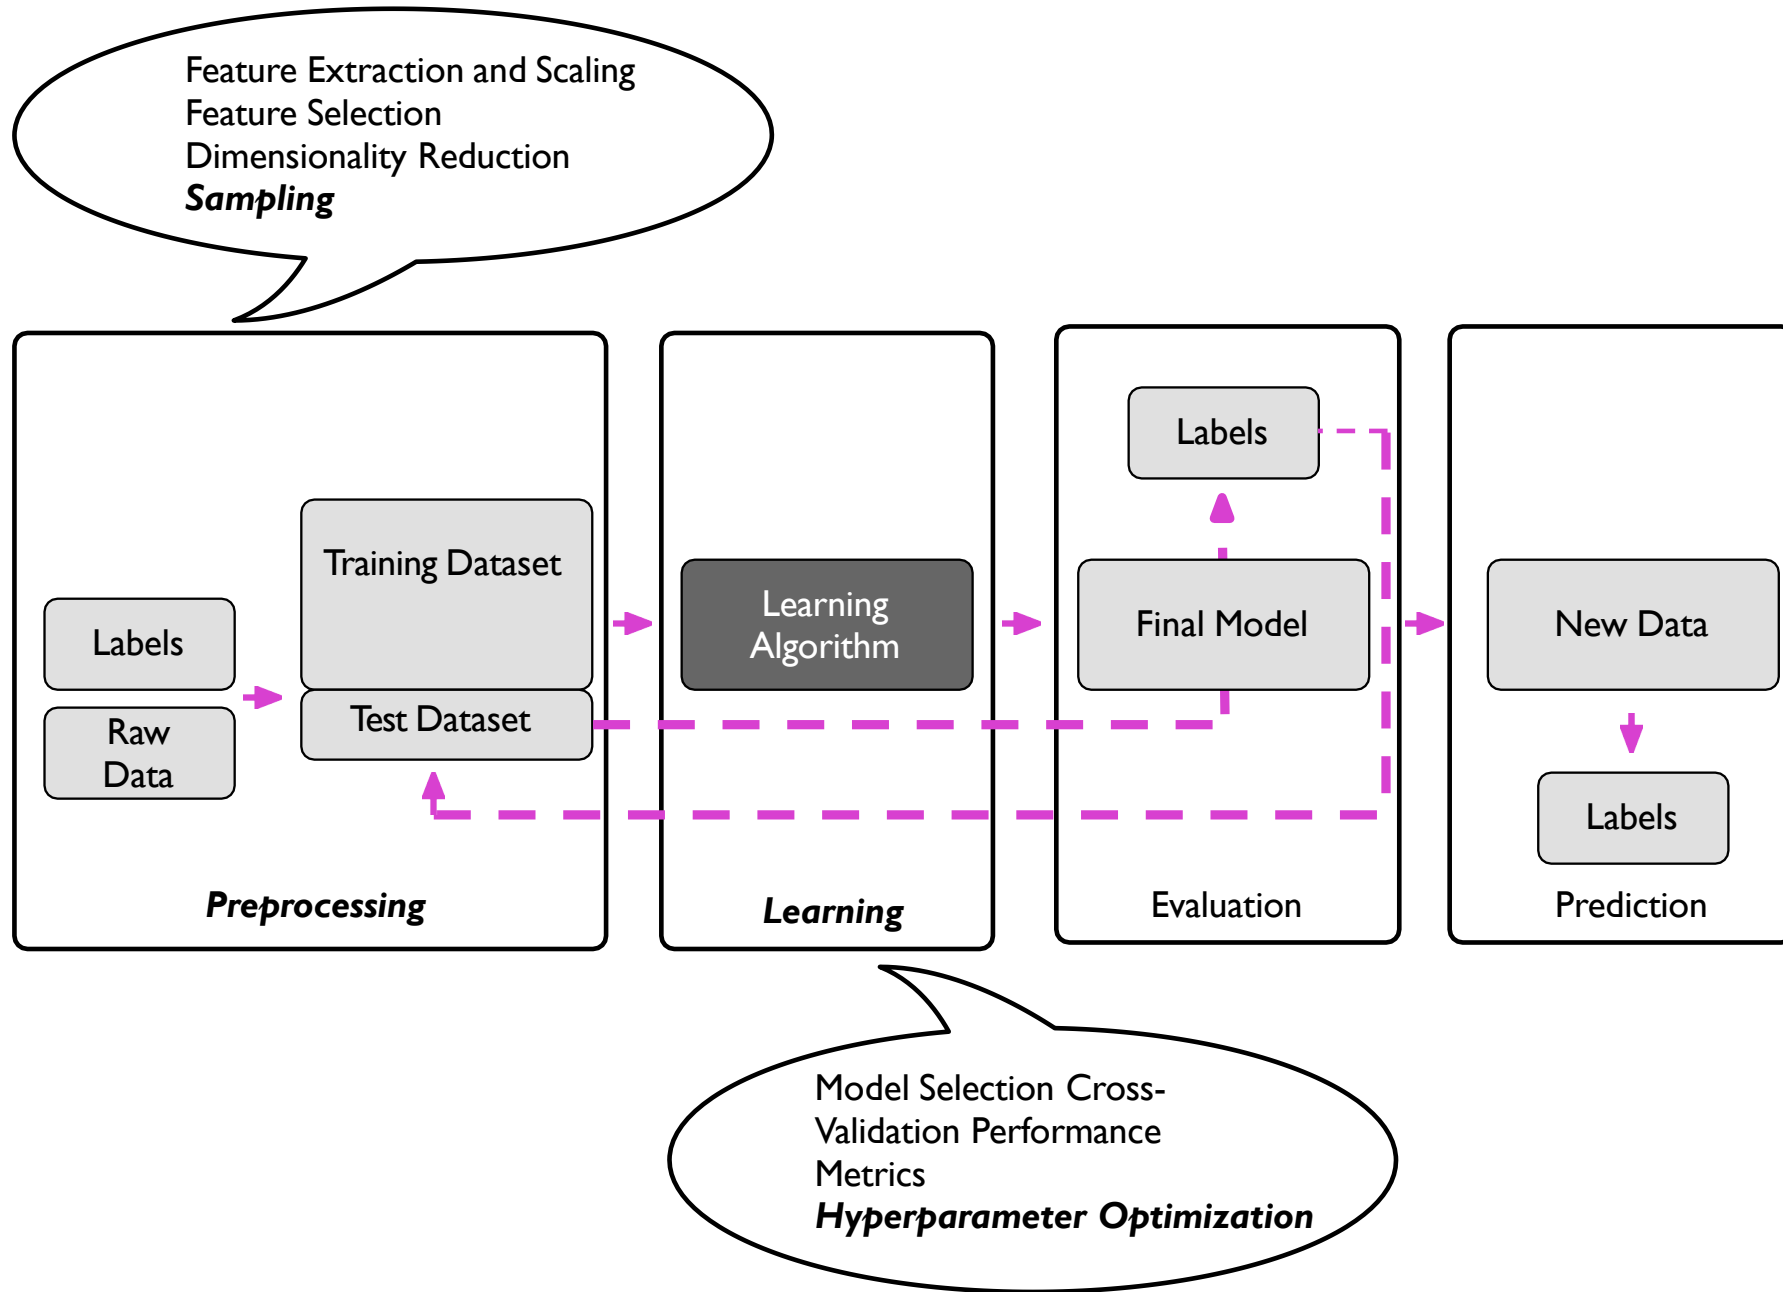 Feature Extraction and Scaling
Feature Selection
Dimensionality Reduction
Sampling
Labels
Raw
Data
Training Dataset
Test Dataset
Preprocessing
Learning
Algorithm
Learning
Labels
Final Model
Evaluation
New Data
Labels
Prediction
Model Selection Cross-
Validation Performance
Metrics
Hyperparameter Optimization